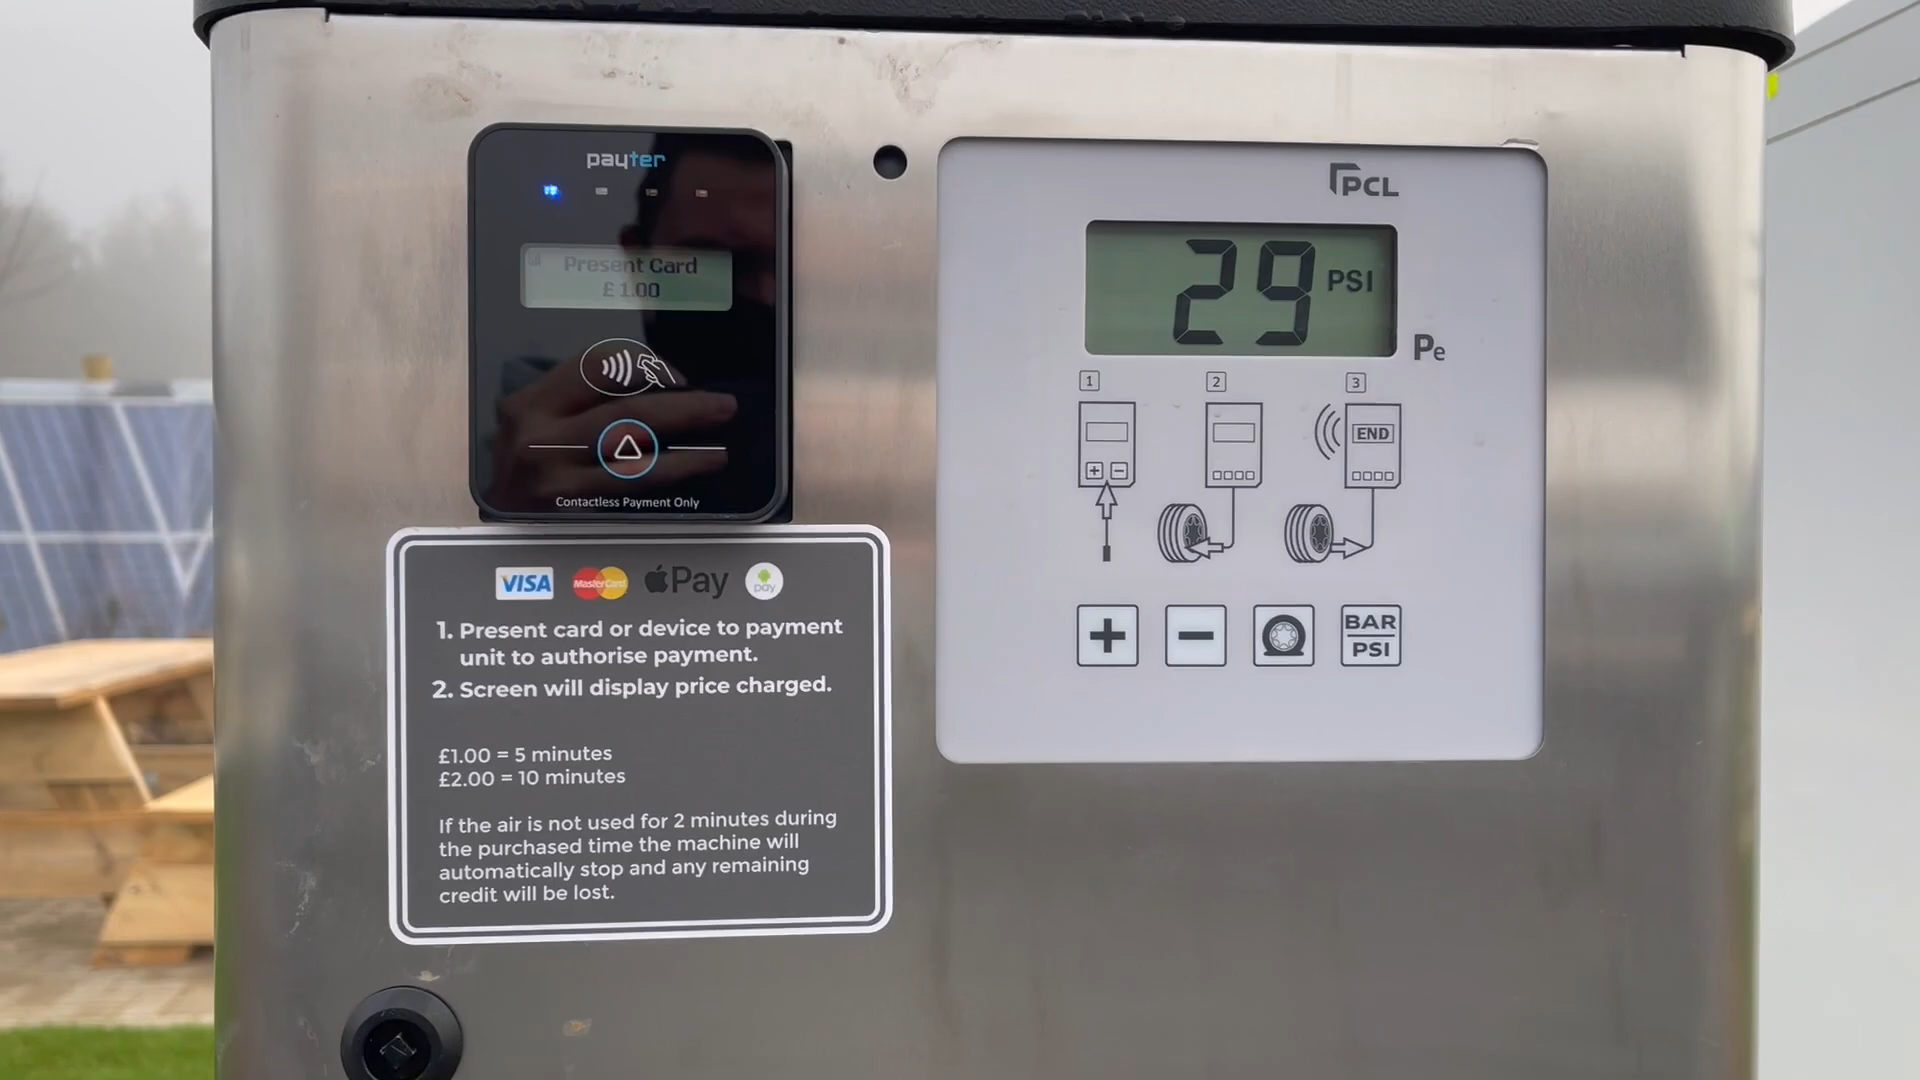 payter
Present Card
£ 1.00
Contactless Payment Only
VISA
MasterCard
Pay
pay
1. Present card or device to payment
unit to authorise payment.
2. Screen will display price charged.
£1.00 = 5 minutes
£2.00 = 10 minutes
If the air is not used for 2 minutes during
the purchased time the machine will
automatically stop and any remaining
credit will be lost.
PCL
29 PSI
Pe
1 2 3
+ − END
+ − BAR
PSI